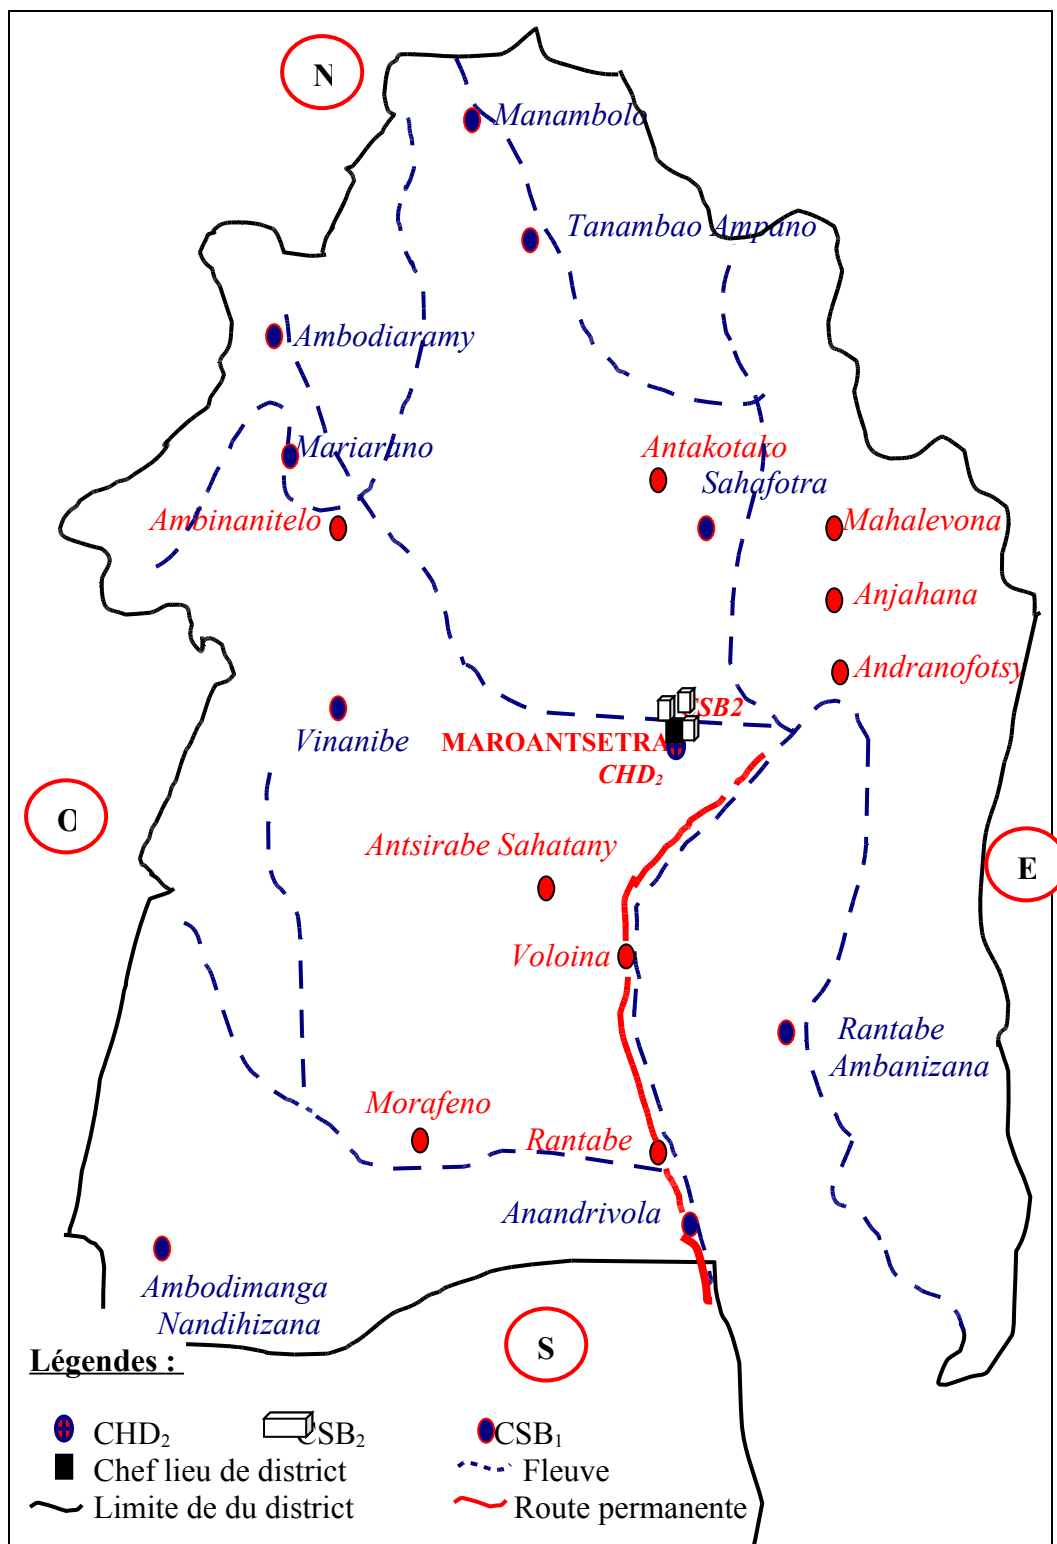 N
Manambolo
Tanambao Ampano
Ambodiaramy
Mariarano
Antakotako
Sahafotra
Ambinanitelo
Mahalevona
Anjahana
Andranofotsy
CSB2
Vinanibe
MAROANTSETRA
CHD₂
O
Antsirabe Sahatany
E
Voloina
Rantabe
Ambanizana
Morafeno
Rantabe
Anandrivola
Ambodimanga
Nandihizana
S
Légendes :
CHD₂ CSB₂ CSB₁
Chef lieu de district Fleuve
Limite de du district Route permanente